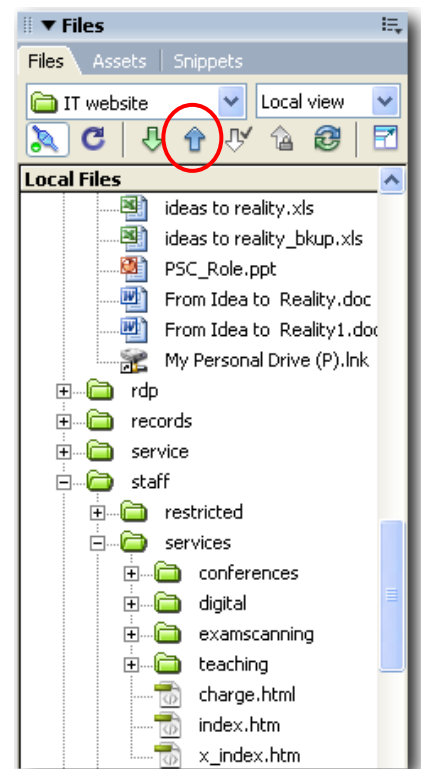 Files
Files Assets Snippets
IT website Local view
Local Files
ideas to reality.xls
ideas to reality_bkup.xls
PSC_Role.ppt
From Idea to Reality.doc
From Idea to Reality1.doc
My Personal Drive (P).lnk
rdp
records
service
staff
restricted
services
conferences
digital
examscanning
teaching
charge.html
index.htm
x_index.htm